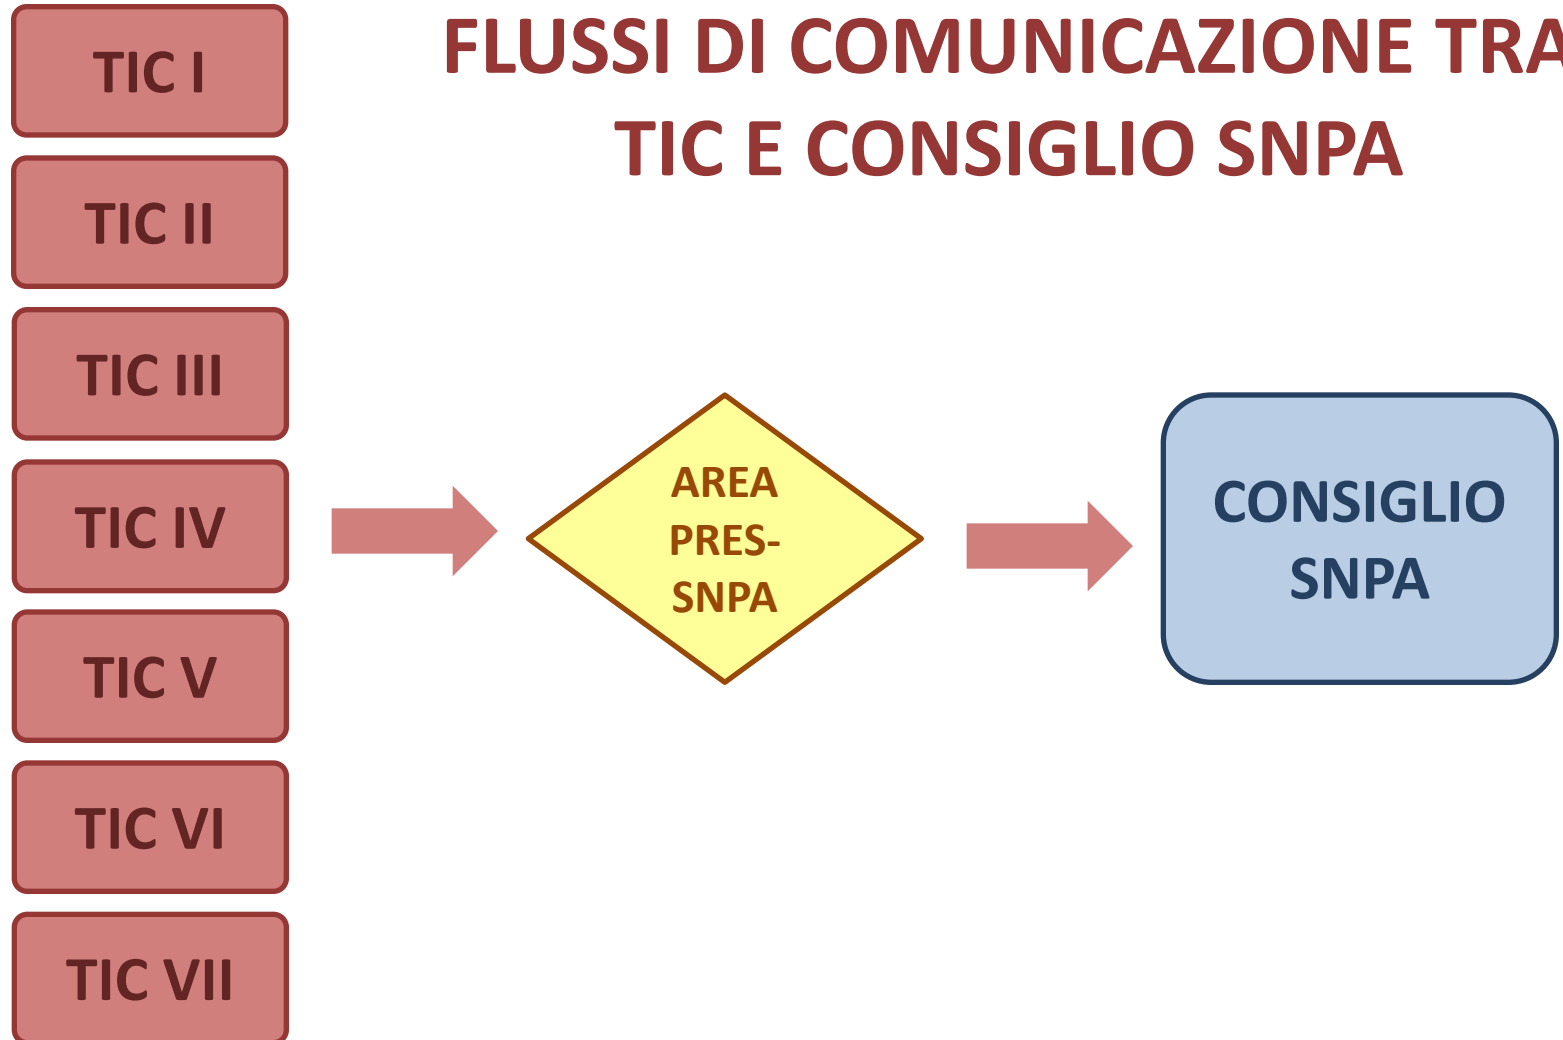 FLUSSI DI COMUNICAZIONE TRA
TIC E CONSIGLIO SNPA
TIC I
TIC II
TIC III
TIC IV
TIC V
TIC VI
TIC VII
AREA
PRES-
SNPA
CONSIGLIO
SNPA